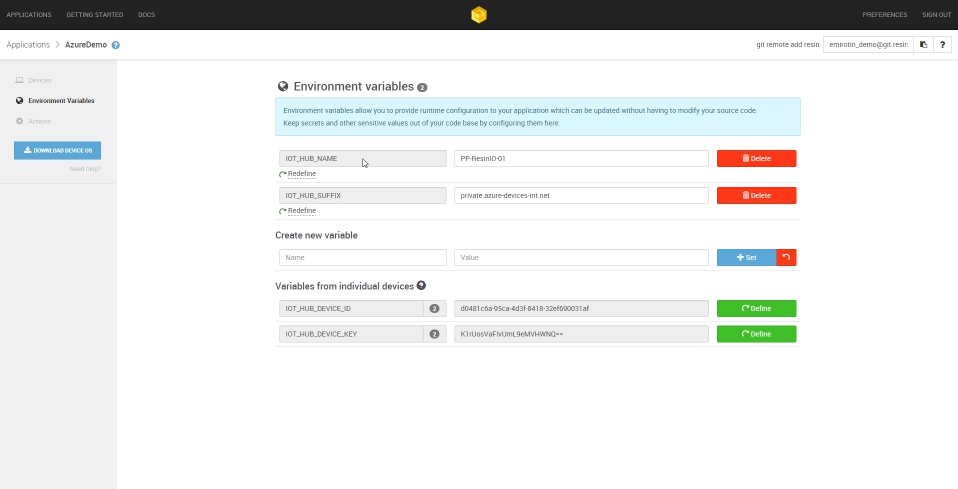 APPLICATIONS GETTING STARTED DOCS PREFERENCES SIGN OUT
Applications AzureDemo ? git remote add resin emirotin_demo@git.resin ?
Devices
Environment Variables
Actions
DOWNLOAD DEVICE OS
Need help?
Environment variables 2
Environment variables allow you to provide runtime configuration to your application which can be updated without having to modify your source code.
Keep secrets and other sensitive values out of your code base by configuring them here.
IOT_HUB_NAME PP-ResinIO-01 Delete
Redefine
IOT_HUB_SUFFIX private.azure-devices-int.net Delete
Redefine
Create new variable
Name Value Set
Variables from individual devices ?
IOT_HUB_DEVICE_ID 2 d0481c6a-95ca-4d3f-8418-32ef690031af Define
IOT_HUB_DEVICE_KEY 2 Define